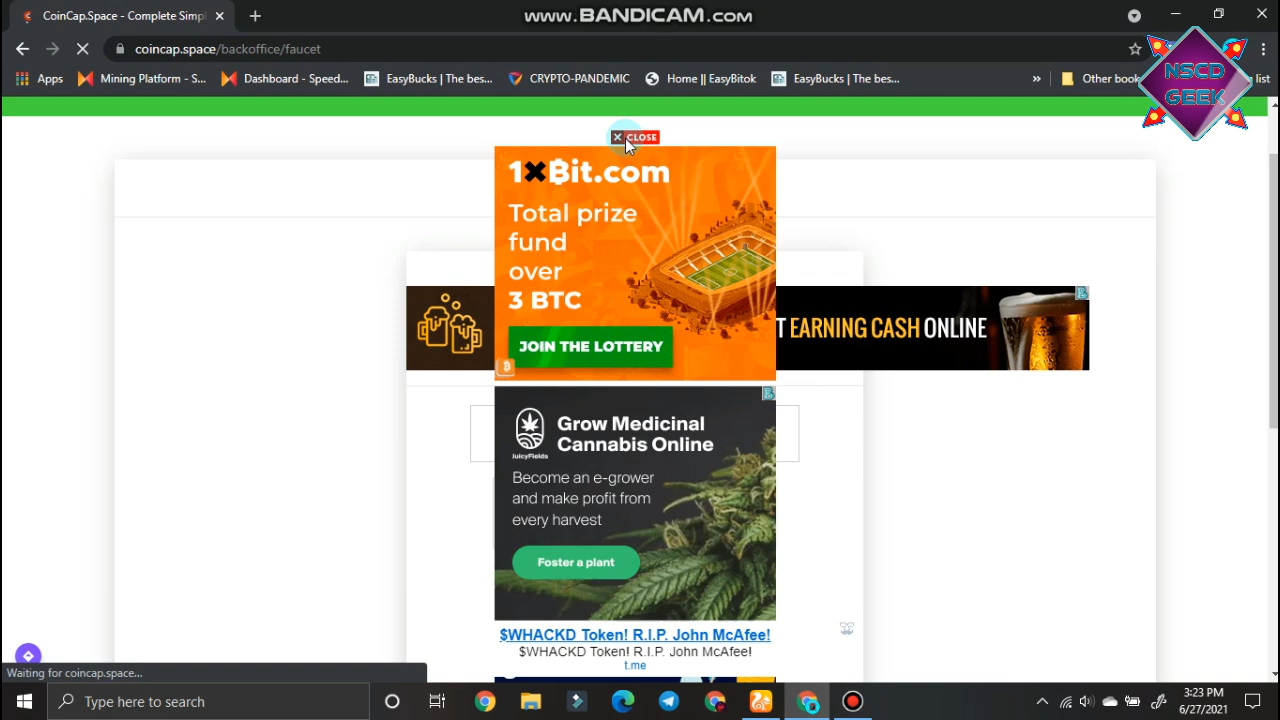 www.BANDICAM.com
CoinCap.Space - Complete Simpl
coincap.space/backoffice/faucet
Apps
Mining Platform - S...
Dashboard - Speed...
EasyBucks | The bes...
CRYPTO-PANDEMIC
Home || EasyBitok
EasyBucks | The bes...
»
Other book
list
NSCD
GEEK
CLOSE
1xBit.com
Total prize
fund
over
3 BTC
JOIN THE LOTTERY
T EARNING CASH ONLINE
JuicyFields
Grow Medicinal
Cannabis Online
Become an e-grower
and make profit from
every harvest
Foster a plant
$WHACKD Token! R.I.P. John McAfee!
$WHACKD Token! R.I.P. John McAfee!
t.me
Waiting for coincap.space...
Type here to search
3:23 PM
6/27/2021